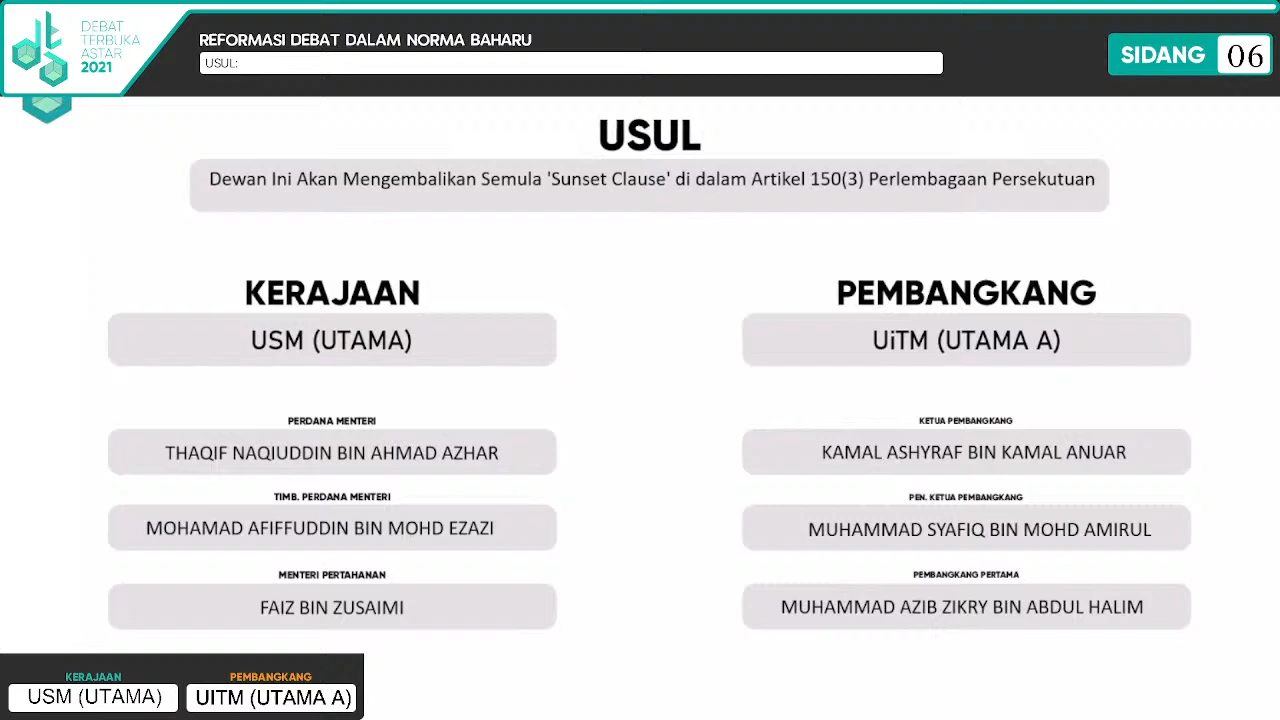 DEBAT
TERBUKA
ASTAR
2021
REFORMASI DEBAT DALAM NORMA BAHARU
USUL:
SIDANG 06
USUL
Dewan Ini Akan Mengembalikan Semula 'Sunset Clause' di dalam Artikel 150(3) Perlembagaan Persekutuan
KERAJAAN
USM (UTAMA)
PERDANA MENTERI
THAQIF NAQIUDDIN BIN AHMAD AZHAR
TIMB. PERDANA MENTERI
MOHAMAD AFIFFUDDIN BIN MOHD EZAZI
MENTERI PERTAHANAN
FAIZ BIN ZUSAIMI
PEMBANGKANG
UiTM (UTAMA A)
KETUA PEMBANGKANG
KAMAL ASHYRAF BIN KAMAL ANUAR
PEN. KETUA PEMBANGKANG
MUHAMMAD SYAFIQ BIN MOHD AMIRUL
PEMBANGKANG PERTAMA
MUHAMMAD AZIB ZIKRY BIN ABDUL HALIM
KERAJAAN
USM (UTAMA)
PEMBANGKANG
UITM (UTAMA A)